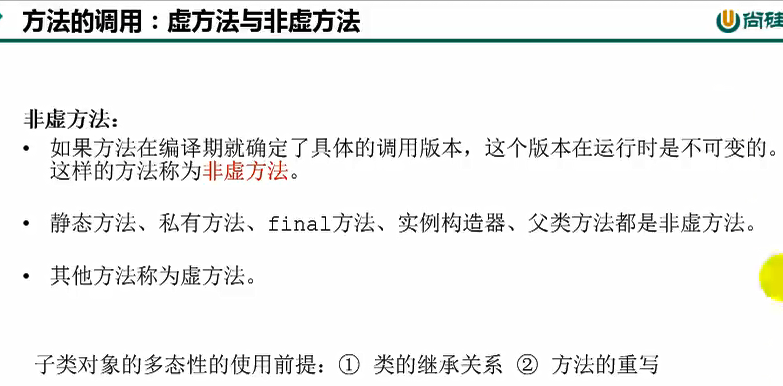 方法的调用：虚方法与非虚方法
尚硅
非虚方法：
• 如果方法在编译期就确定了具体的调用版本，这个版本在运行时是不可变的。
这样的方法称为非虚方法。
• 静态方法、私有方法、final方法、实例构造器、父类方法都是非虚方法。
• 其他方法称为虚方法。
子类对象的多态性的使用前提：① 类的继承关系 ② 方法的重写